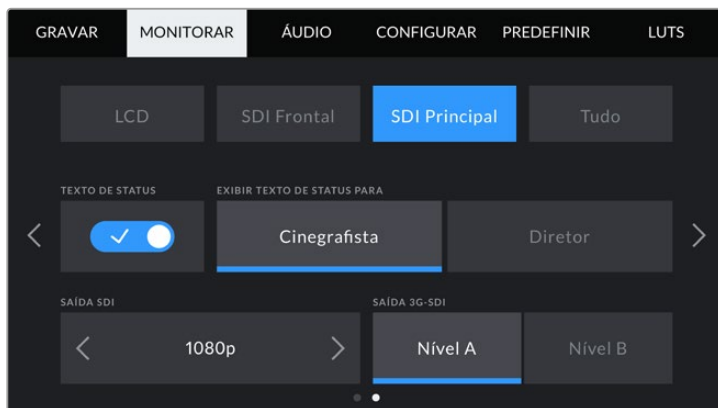 GRAVAR MONITORAR ÁUDIO CONFIGURAR PREDEFINIR LUTS
LCD SDI Frontal SDI Principal Tudo
TEXTO DE STATUS EXIBIR TEXTO DE STATUS PARA
Cinegrafista Diretor
SAÍDA SDI SAÍDA 3G-SDI
1080p Nível A Nível B